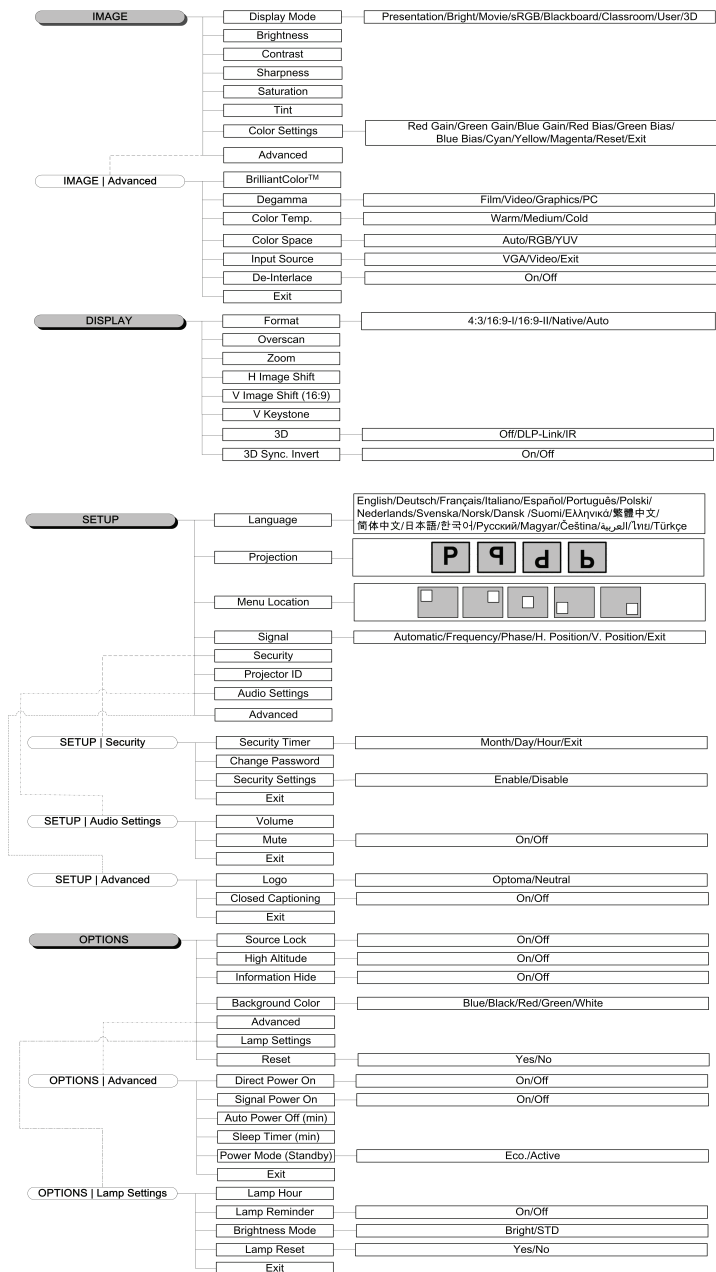 IMAGE
Display Mode
Presentation/Bright/Movie/sRGB/Blackboard/Classroom/User/3D
Brightness
Contrast
Sharpness
Saturation
Tint
Color Settings
Red Gain/Green Gain/Blue Gain/Red Bias/Green Bias/
Blue Bias/Cyan/Yellow/Magenta/Reset/Exit
Advanced
IMAGE | Advanced
BrilliantColor™
Degamma
Film/Video/Graphics/PC
Color Temp.
Warm/Medium/Cold
Color Space
Auto/RGB/YUV
Input Source
VGA/Video/Exit
De-Interlace
On/Off
Exit
DISPLAY
Format
4:3/16:9-I/16:9-II/Native/Auto
Overscan
Zoom
H Image Shift
V Image Shift (16:9)
V Keystone
3D
Off/DLP-Link/IR
3D Sync. Invert
On/Off
SETUP
Language
English/Deutsch/Français/Italiano/Español/Português/Polski/
Nederlands/Svenska/Norsk/Dansk /Suomi/Ελληνικά/繁體中文/
简体中文/日本語/한국어/Русский/Magyar/Čeština/العربية/ไทย/Türkçe
Projection
P P P P
Menu Location
Signal
Automatic/Frequency/Phase/H. Position/V. Position/Exit
Security
Projector ID
Audio Settings
Advanced
SETUP | Security
Security Timer
Month/Day/Hour/Exit
Change Password
Security Settings
Enable/Disable
Exit
SETUP | Audio Settings
Volume
Mute
On/Off
Exit
SETUP | Advanced
Logo
Optoma/Neutral
Closed Captioning
On/Off
Exit
OPTIONS
Source Lock
On/Off
High Altitude
On/Off
Information Hide
On/Off
Background Color
Blue/Black/Red/Green/White
Advanced
Lamp Settings
Reset
Yes/No
OPTIONS | Advanced
Direct Power On
On/Off
Signal Power On
On/Off
Auto Power Off (min)
Sleep Timer (min)
Power Mode (Standby)
Eco./Active
Exit
OPTIONS | Lamp Settings
Lamp Hour
Lamp Reminder
On/Off
Brightness Mode
Bright/STD
Lamp Reset
Yes/No
Exit